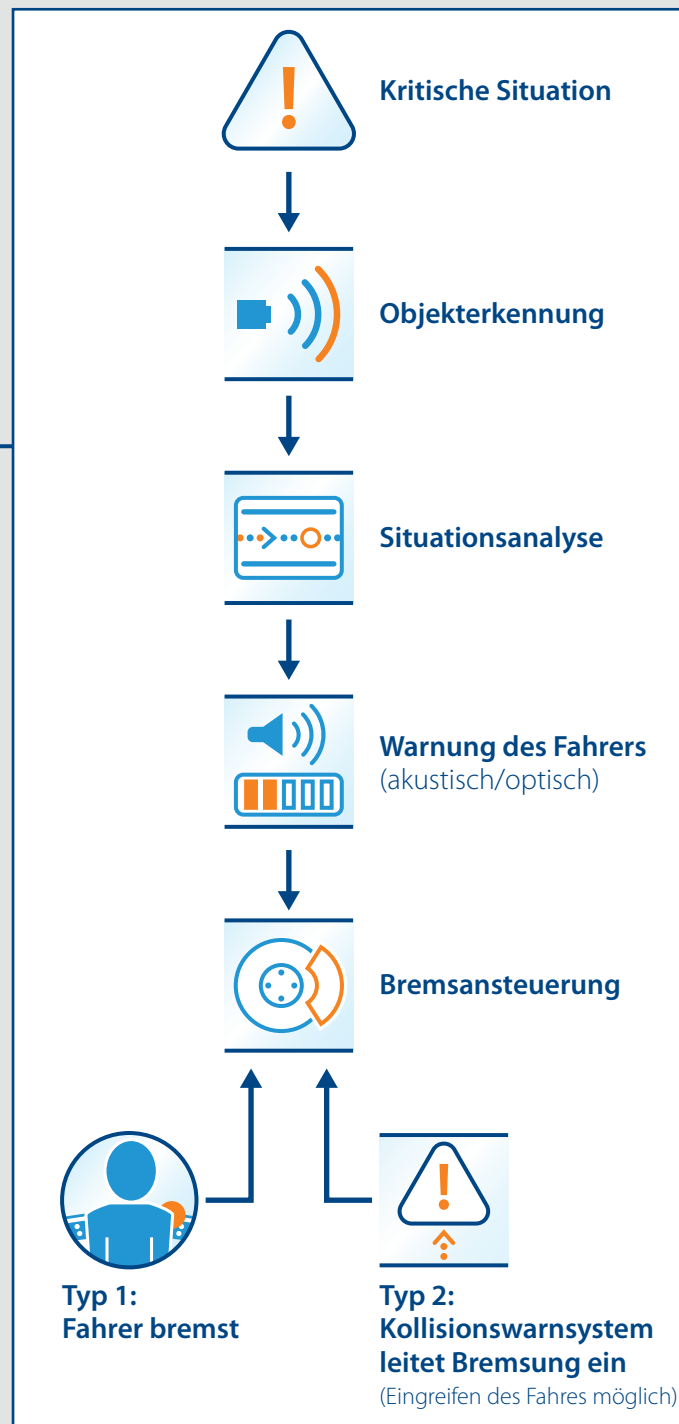 Kritische Situation
Objekterkennung
Situationsanalyse
Warnung des Fahrers
(akustisch/optisch)
Bremsansteuerung
Typ 1:
Fahrer bremst
Typ 2:
Kollisionswarnsystem
leitet Bremsung ein
(Eingreifen des Fahres möglich)